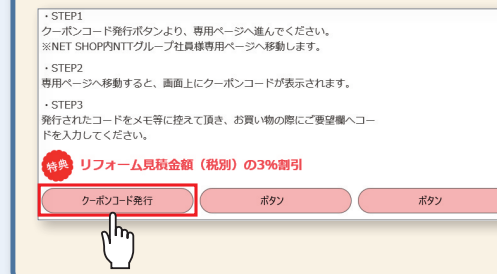 ・STEP1
クーポンコード発行ボタンより、専用ページへ進んでください。
※NET SHOP内NTTグループ社員様専用ページへ移動します。
・STEP2
専用ページへ移動すると、画面上にクーポンコードが表示されます。
・STEP3
発行されたコードをメモ等に控えて頂き、お買い物の際にご要望欄へコー
ドを入力してください。
特典 リフォーム見積金額（税別）の3%割引
クーポンコード発行 ボタン ボタン